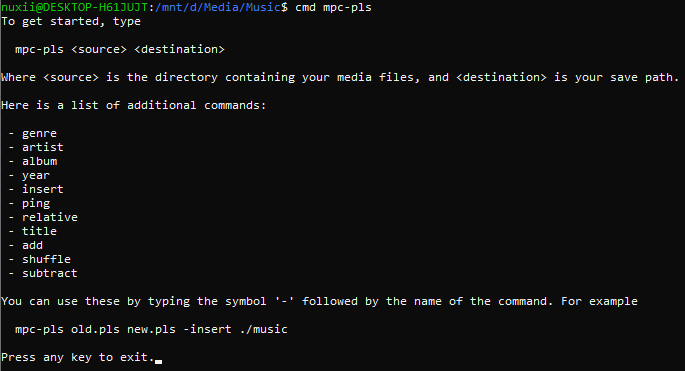 nuxii@DESKTOP-H61JUJT:/mnt/d/Media/Music$ cmd mpc-pls
To get started, type
mpc-pls <source> <destination>
Where <source> is the directory containing your media files, and <destination> is your save path.
Here is a list of additional commands:
- genre
- artist
- album
- year
- insert
- ping
- relative
- title
- add
- shuffle
- subtract
You can use these by typing the symbol '-' followed by the name of the command. For example
mpc-pls old.pls new.pls -insert ./music
Press any key to exit.